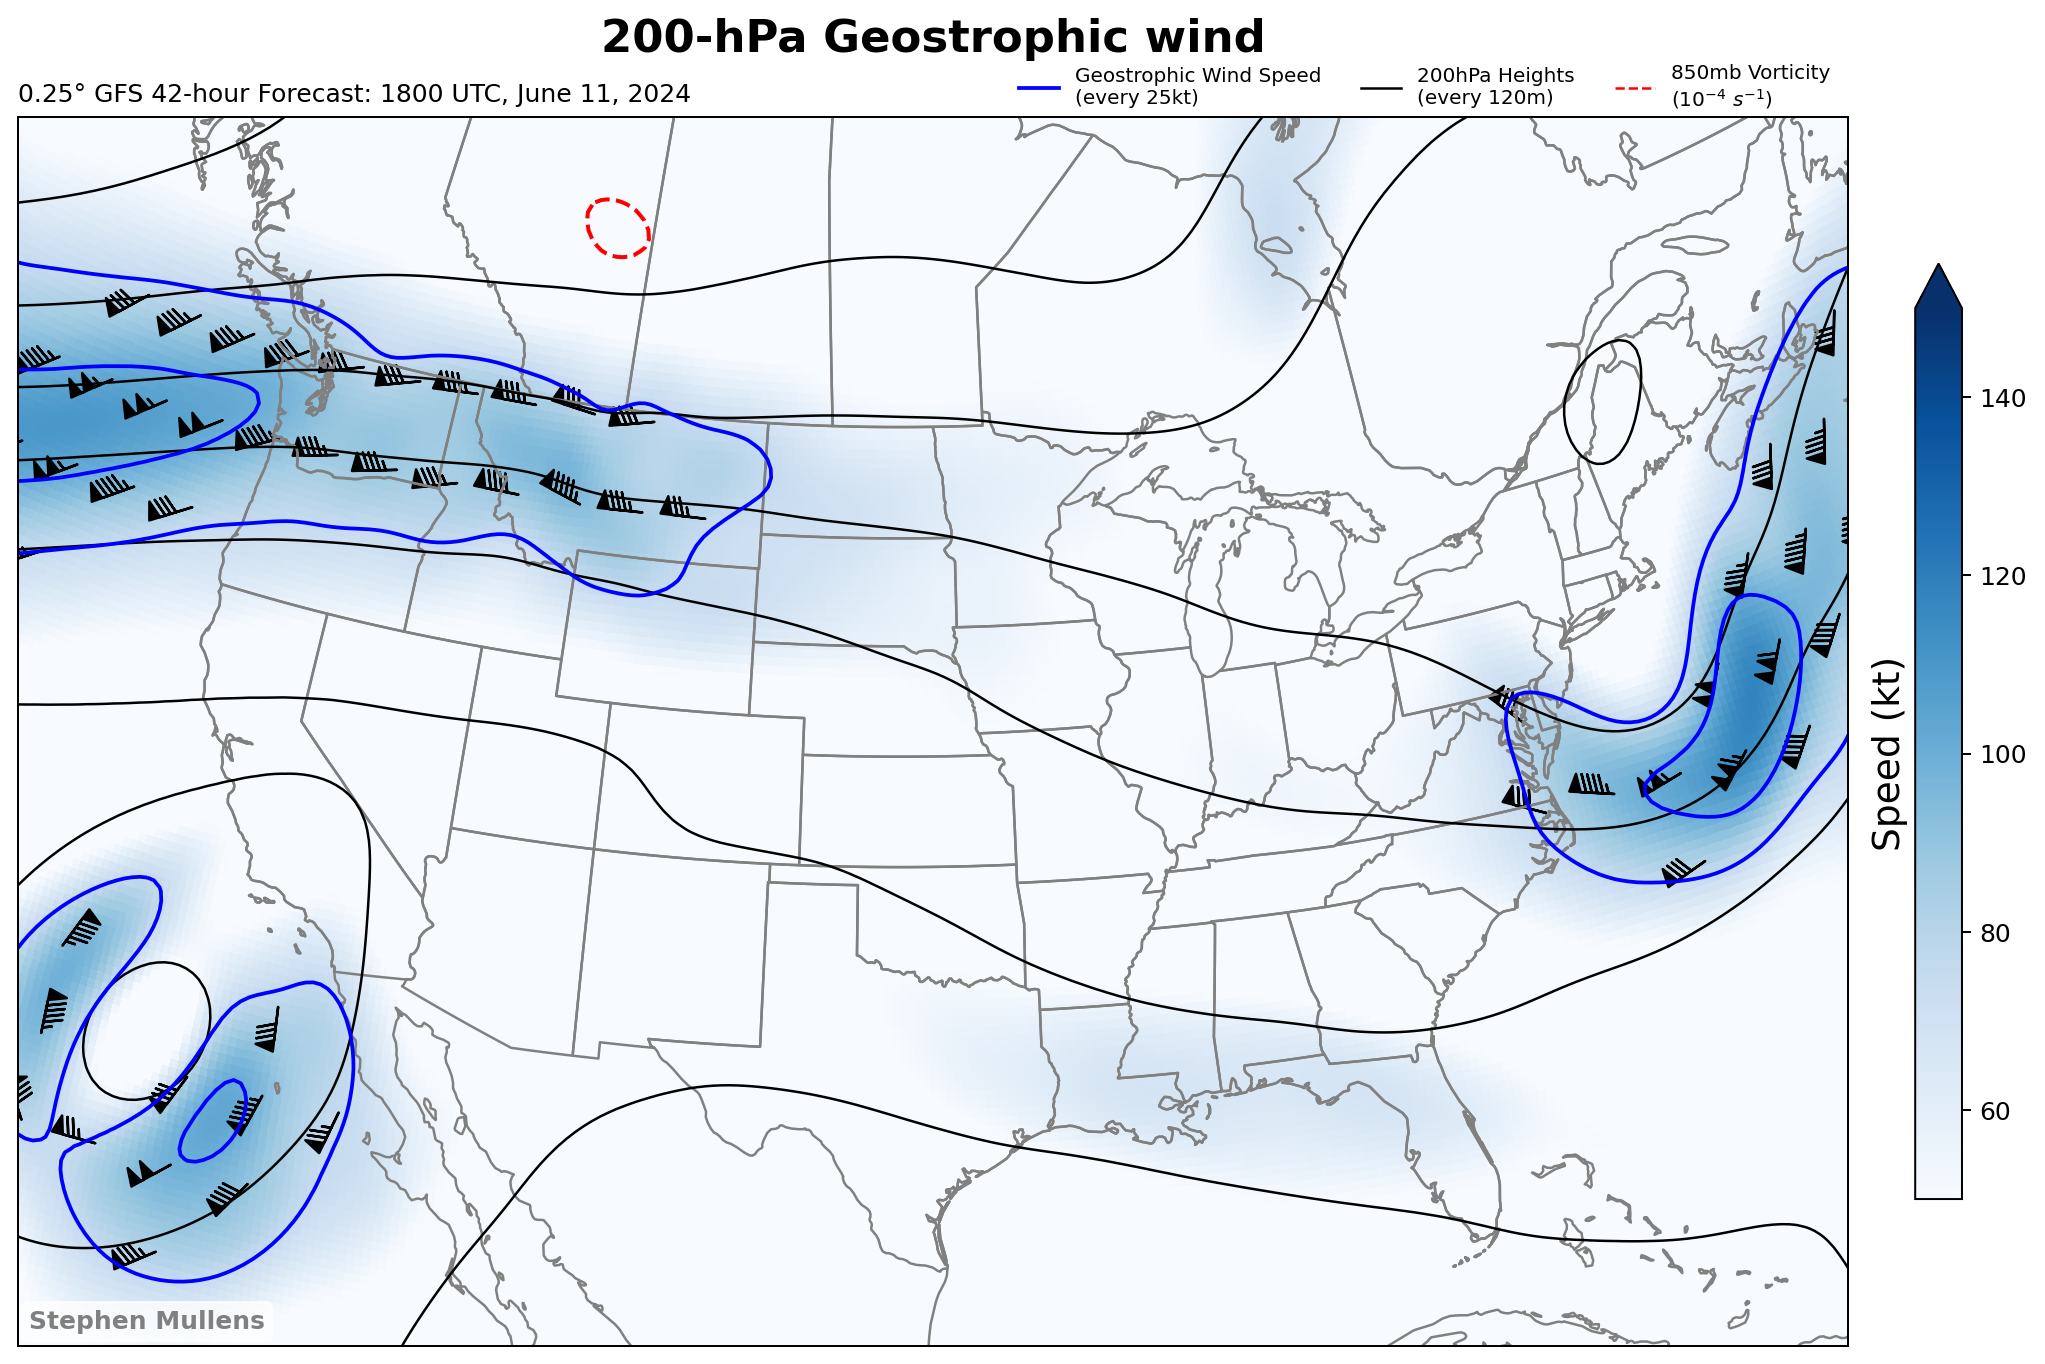 200-hPa Geostrophic wind
0.25° GFS 42-hour Forecast: 1800 UTC, June 11, 2024
Geostrophic Wind Speed
(every 25kt)
200hPa Heights
(every 120m)
850mb Vorticity
(10⁻⁴ s⁻¹)
140
120
100
80
60
Speed (kt)
Stephen Mullens